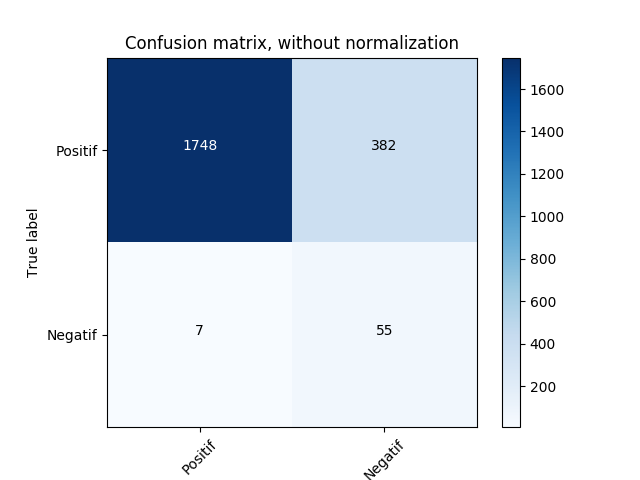 Confusion matrix, without normalization
True label
Positif
1748
382
Negatif
7
55
Positif
Negatif
1600
1400
1200
1000
800
600
400
200